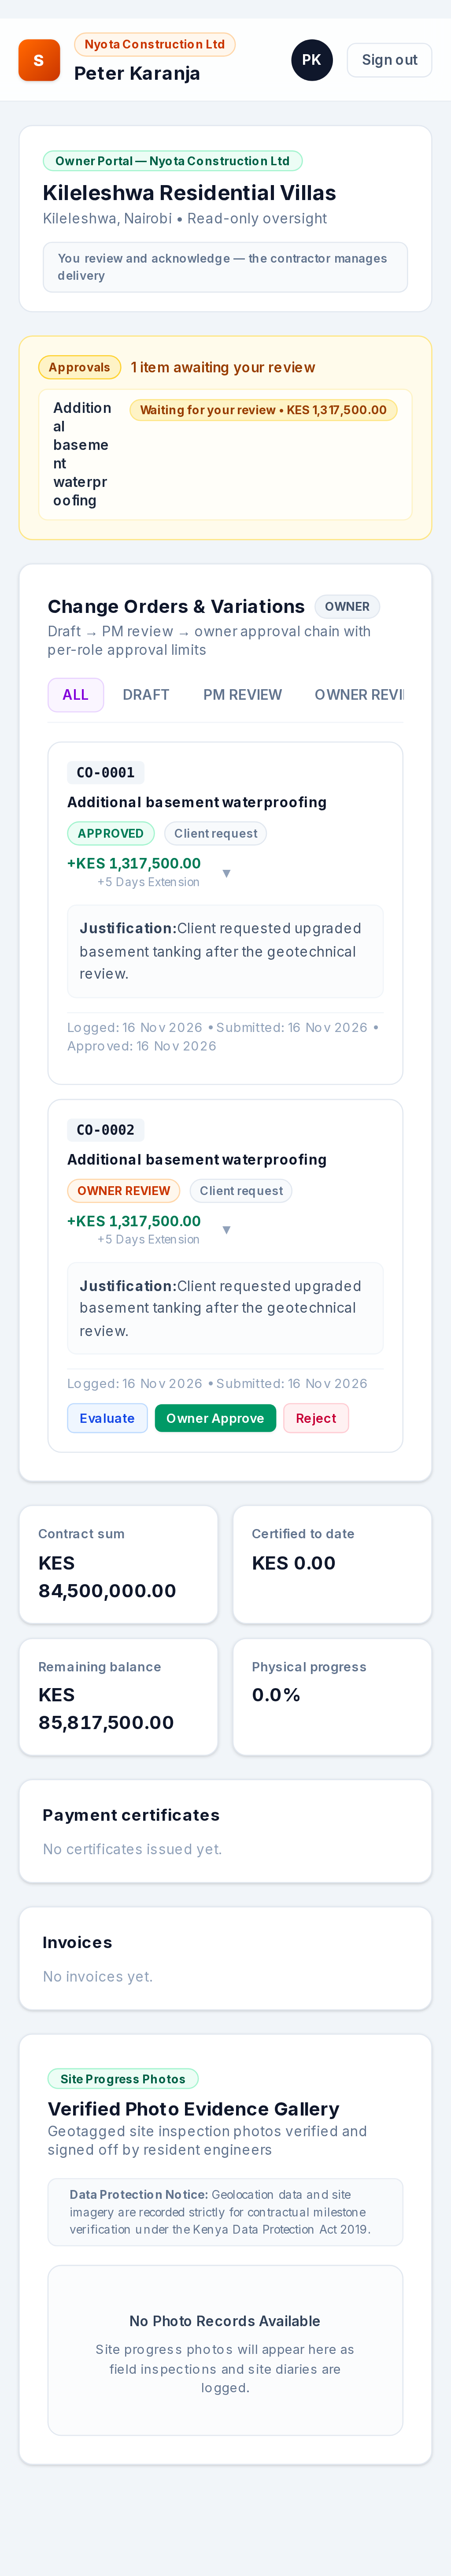 S
Nyota Construction Ltd
Peter Karanja
PK
Sign out
Owner Portal — Nyota Construction Ltd
Kileleshwa Residential Villas
Kileleshwa, Nairobi • Read-only oversight
You review and acknowledge — the contractor manages
delivery
Approvals
1 item awaiting your review
Addition
al
baseme
nt
waterpr
oofing
Waiting for your review • KES 1,317,500.00
Change Orders & Variations
OWNER
Draft → PM review → owner approval chain with
per-role approval limits
ALL
DRAFT
PM REVIEW
OWNER REVI
CO-0001
Additional basement waterproofing
APPROVED
Client request
+KES 1,317,500.00
▼
+5 Days Extension
Justification:Client requested upgraded
basement tanking after the geotechnical
review.
Logged: 16 Nov 2026 • Submitted: 16 Nov 2026 •
Approved: 16 Nov 2026
CO-0002
Additional basement waterproofing
OWNER REVIEW
Client request
+KES 1,317,500.00
▼
+5 Days Extension
Justification:Client requested upgraded
basement tanking after the geotechnical
review.
Logged: 16 Nov 2026 • Submitted: 16 Nov 2026
Evaluate
Owner Approve
Reject
Contract sum
KES
84,500,000.00
Certified to date
KES 0.00
Remaining balance
KES
85,817,500.00
Physical progress
0.0%
Payment certificates
No certificates issued yet.
Invoices
No invoices yet.
Site Progress Photos
Verified Photo Evidence Gallery
Geotagged site inspection photos verified and
signed off by resident engineers
Data Protection Notice: Geolocation data and site
imagery are recorded strictly for contractual milestone
verification under the Kenya Data Protection Act 2019.
No Photo Records Available
Site progress photos will appear here as
field inspections and site diaries are
logged.